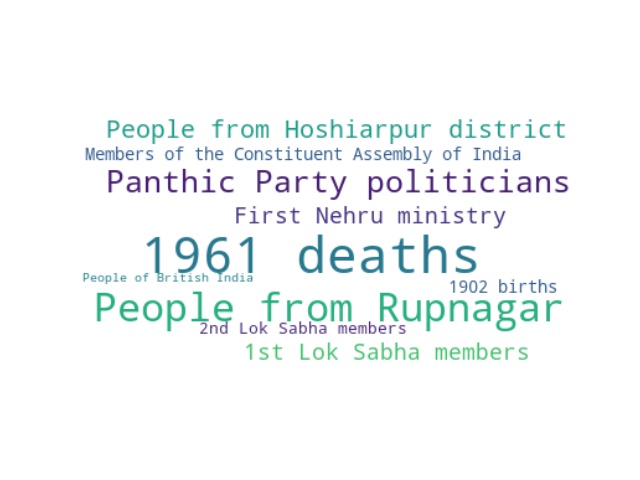 People from Hoshiarpur district
Members of the Constituent Assembly of India
Panthic Party politicians
First Nehru ministry
1961 deaths
People of British India
1902 births
People from Rupnagar
2nd Lok Sabha members
1st Lok Sabha members